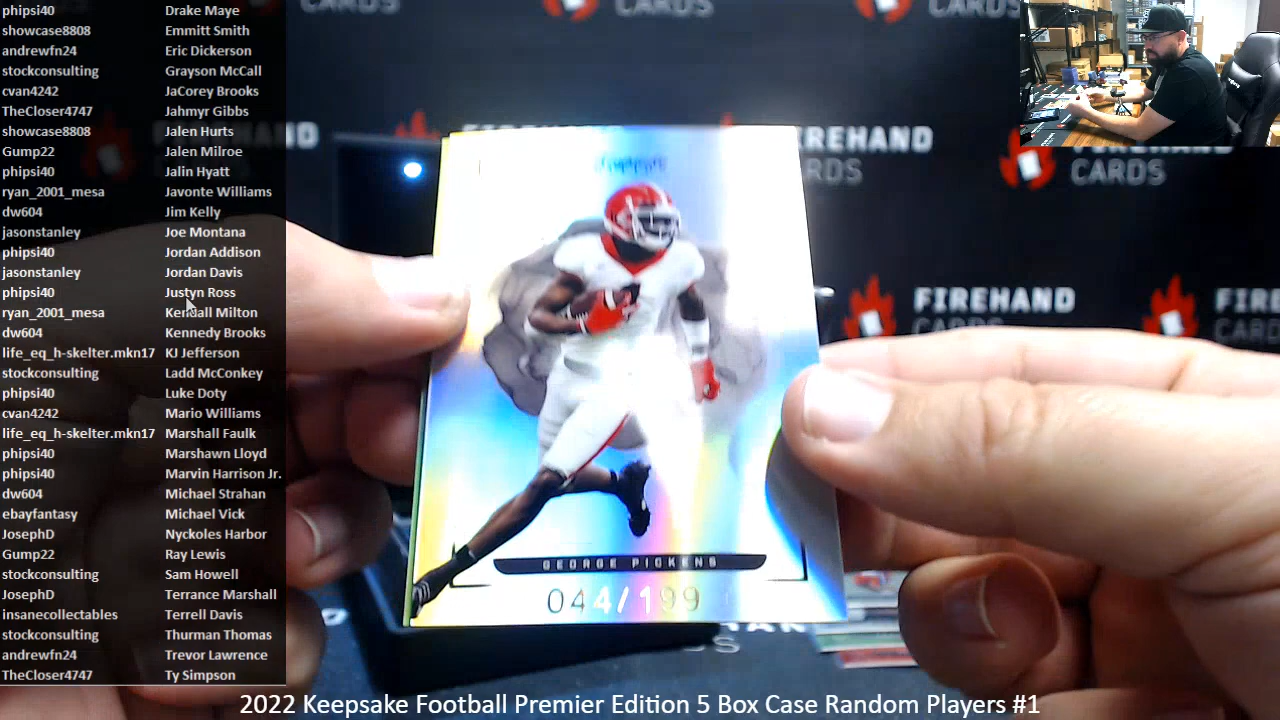 phipsi40 Drake Maye
showcase8808 Emmitt Smith
andrewfn24 Eric Dickerson
stockconsulting Grayson McCall
cvan4242 JaCorey Brooks
TheCloser4747 Jahmyr Gibbs
showcase8808 Jalen Hurts
Gump22 Jalen Milroe
phipsi40 Jalin Hyatt
ryan_2001_mesa Javonte Williams
dw604 Jim Kelly
jasonstanley Joe Montana
phipsi40 Jordan Addison
jasonstanley Jordan Davis
phipsi40 Justyn Ross
ryan_2001_mesa Kendall Milton
dw604 Kennedy Brooks
life_eq_h-skelter.mkn17 KJ Jefferson
stockconsulting Ladd McConkey
phipsi40 Luke Doty
cvan4242 Mario Williams
life_eq_h-skelter.mkn17 Marshall Faulk
phipsi40 Marshawn Lloyd
phipsi40 Marvin Harrison Jr.
dw604 Michael Strahan
ebayfantasy Michael Vick
JosephD Nyckoles Harbor
Gump22 Ray Lewis
stockconsulting Sam Howell
JosephD Terrance Marshall
insanecollectables Terrell Davis
stockconsulting Thurman Thomas
andrewfn24 Trevor Lawrence
TheCloser4747 Ty Simpson
CARDS
CARDS
CARDS
FIREHAND
CARDS
FIREHAND
CARDS
GEORGE PICKENS
044/199
2022 Keepsake Football Premier Edition 5 Box Case Random Players #1